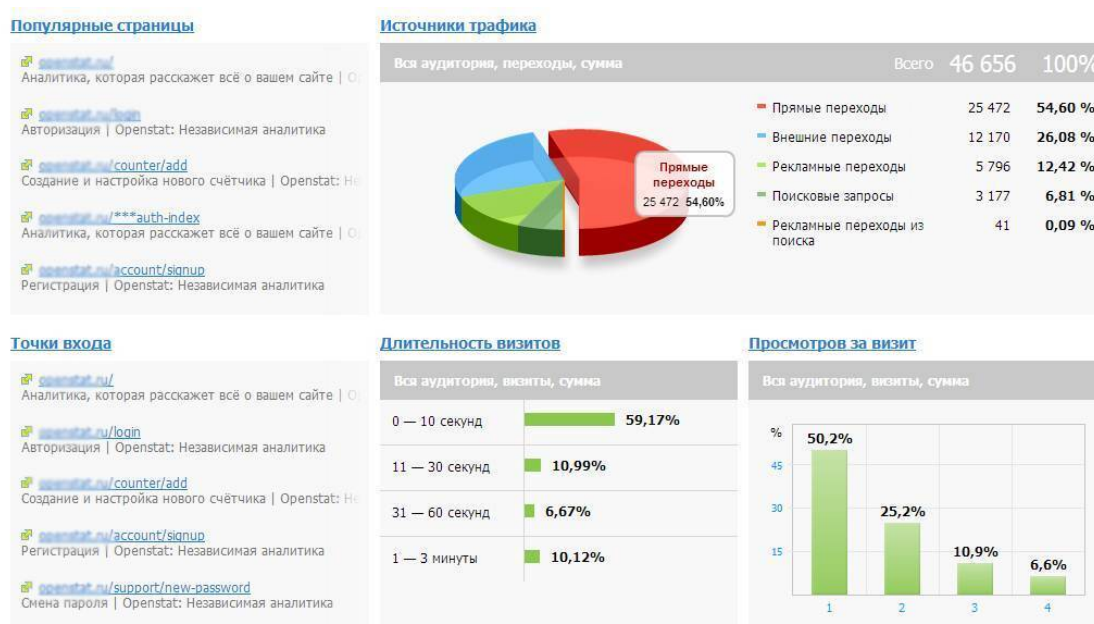 Популярные страницы
openstat.ru/
Аналитика, которая расскажет всё о вашем сайте |
openstat.ru/login
Авторизация | Openstat: Независимая аналитика
openstat.ru/counter/add
Создание и настройка нового счётчика | Openstat: Не
openstat.ru/***auth-index
Аналитика, которая расскажет всё о вашем сайте |
openstat.ru/account/signup
Регистрация | Openstat: Независимая аналитика
Источники трафика
Вся аудитория, переходы, сумма Всего 46 656 100%
Прямые переходы
25 472 54,60%
Прямые переходы 25 472 54,60 %
Внешние переходы 12 170 26,08 %
Рекламные переходы 5 796 12,42 %
Поисковые запросы 3 177 6,81 %
Рекламные переходы из поиска 41 0,09 %
Точки входа
openstat.ru/
Аналитика, которая расскажет всё о вашем сайте |
openstat.ru/login
Авторизация | Openstat: Независимая аналитика
openstat.ru/counter/add
Создание и настройка нового счётчика | Openstat: Не
openstat.ru/account/signup
Регистрация | Openstat: Независимая аналитика
openstat.ru/support/new-password
Смена пароля | Openstat: Независимая аналитика
Длительность визитов
Вся аудитория, визиты, сумма
0 — 10 секунд 59,17%
11 — 30 секунд 10,99%
31 — 60 секунд 6,67%
1 — 3 минуты 10,12%
Просмотров за визит
Вся аудитория, визиты, сумма
%
45
30
15
50,2%
25,2%
10,9%
6,6%
1 2 3 4